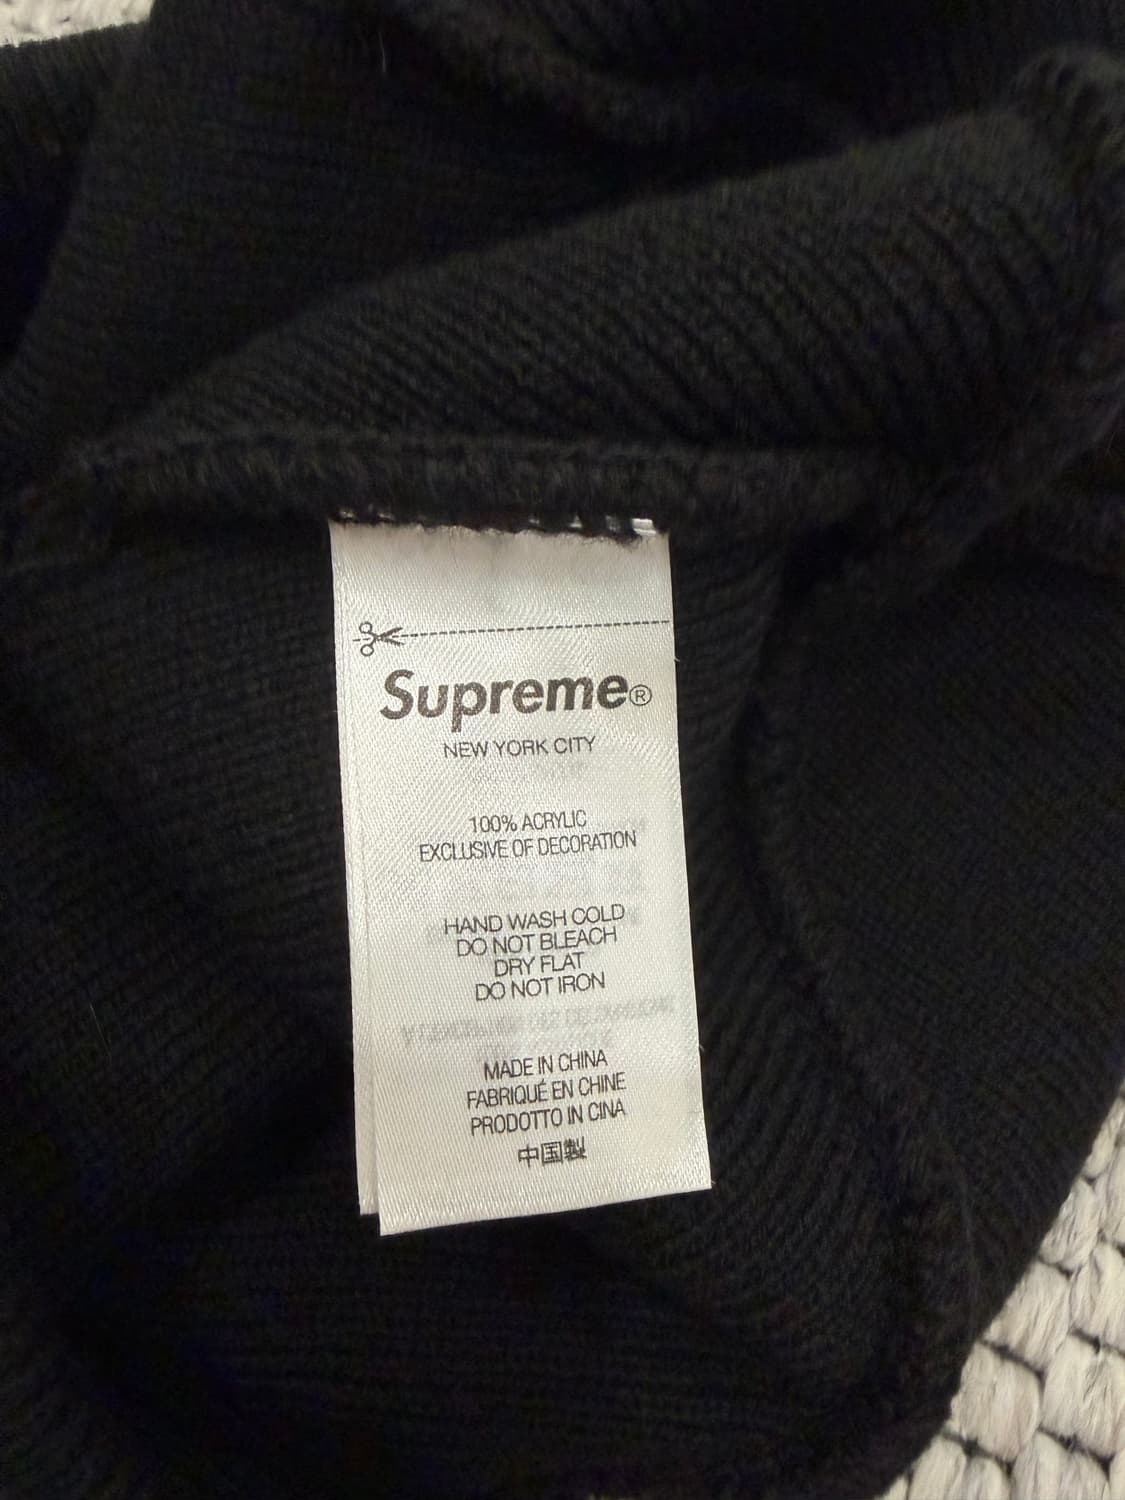 Supreme®
NEW YORK CITY
100% ACRYLIC
EXCLUSIVE OF DECORATION
HAND WASH COLD
DO NOT BLEACH
DRY FLAT
DO NOT IRON
MADE IN CHINA
FABRIQUÉ EN CHINE
PRODOTTO IN CINA
中国製